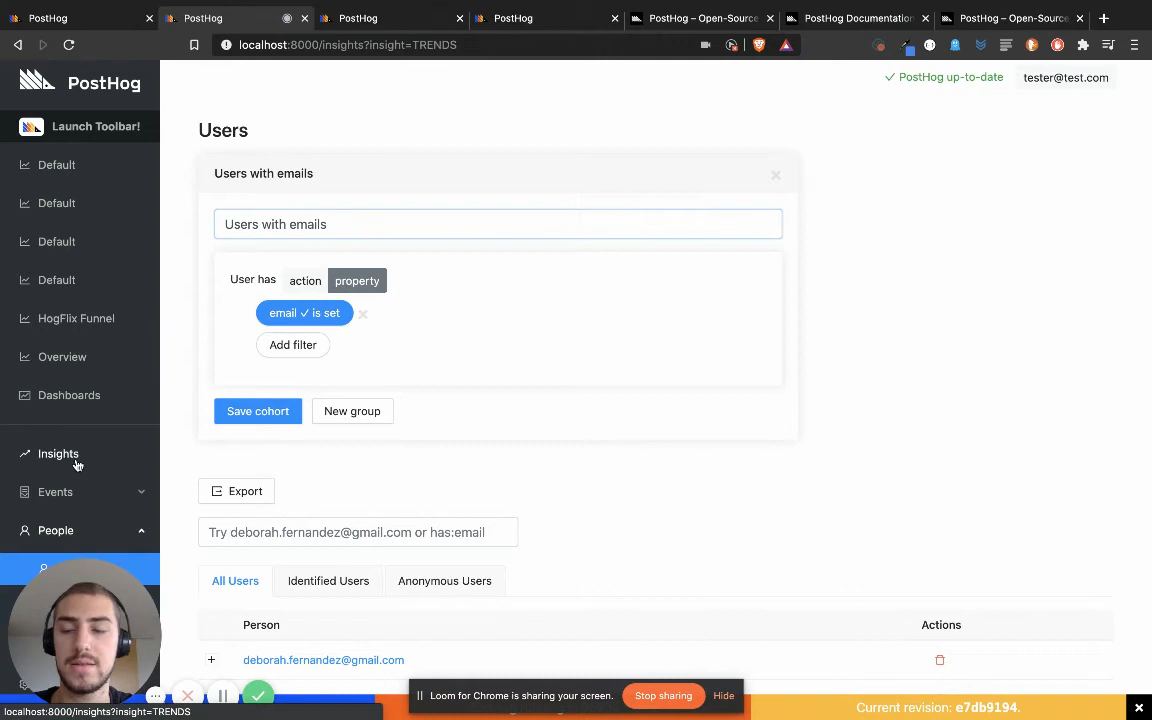 PostHog
PostHog
PostHog
PostHog
PostHog – Open-Source
PostHog Documentation
PostHog – Open-Source
localhost:8000/insights?insight=TRENDS
PostHog
PostHog up-to-date
tester@test.com
Launch Toolbar!
Default
Default
Default
Default
HogFlix Funnel
Overview
Dashboards
Insights
Events
People
Users
Users with emails
Users with emails
User has action property
email ✓ is set
Add filter
Save cohort
New group
Export
Try deborah.fernandez@gmail.com or has:email
All Users
Identified Users
Anonymous Users
Person
Actions
deborah.fernandez@gmail.com
Loom for Chrome is sharing your screen.
Stop sharing
Hide
Current revision: e7db9194.
localhost:8000/insights?insight=TRENDS